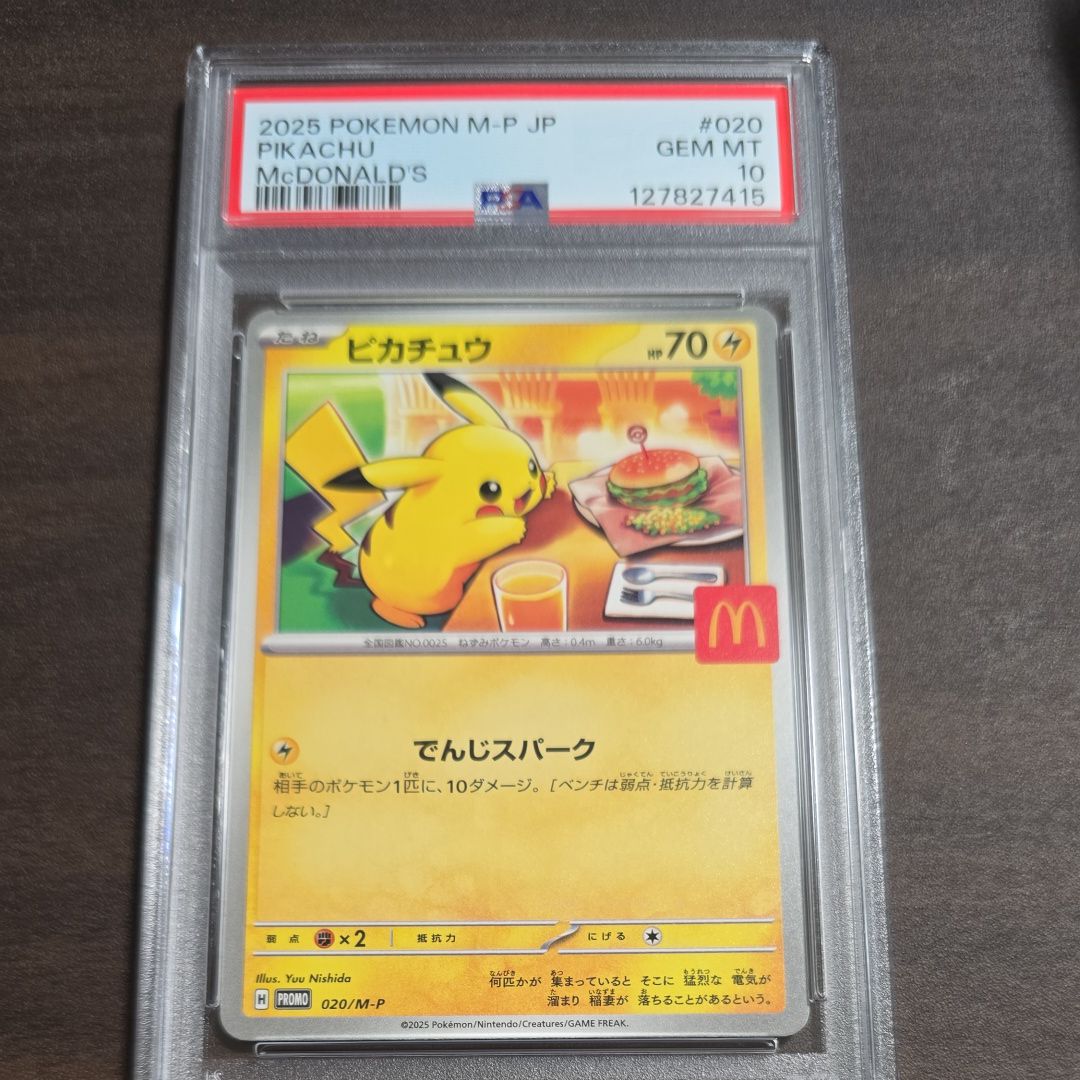 2025 POKEMON M-P JP #020
PIKACHU GEM MT
McDONALD'S 10
PSA 127827415
たね ピカチュウ HP70
全国図鑑NO.0025 ねずみポケモン 高さ:0.4m 重さ:6.0kg
でんじスパーク
相手のポケモン1匹に、10ダメージ。[ベンチは弱点・抵抗力を計算
しない。]
弱点 ×2 抵抗力 にげる
Illus. Yuu Nishida
何匹かが 集まっていると そこに 猛烈な 電気が
溜まり 稲妻が 落ちることがあるという。
H PROMO 020/M-P
©2025 Pokémon/Nintendo/Creatures/GAME FREAK.